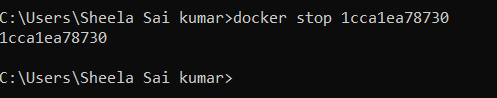 C:\Users\Sheela Sai kumar>docker stop 1cca1ea78730
1cca1ea78730
C:\Users\Sheela Sai kumar>